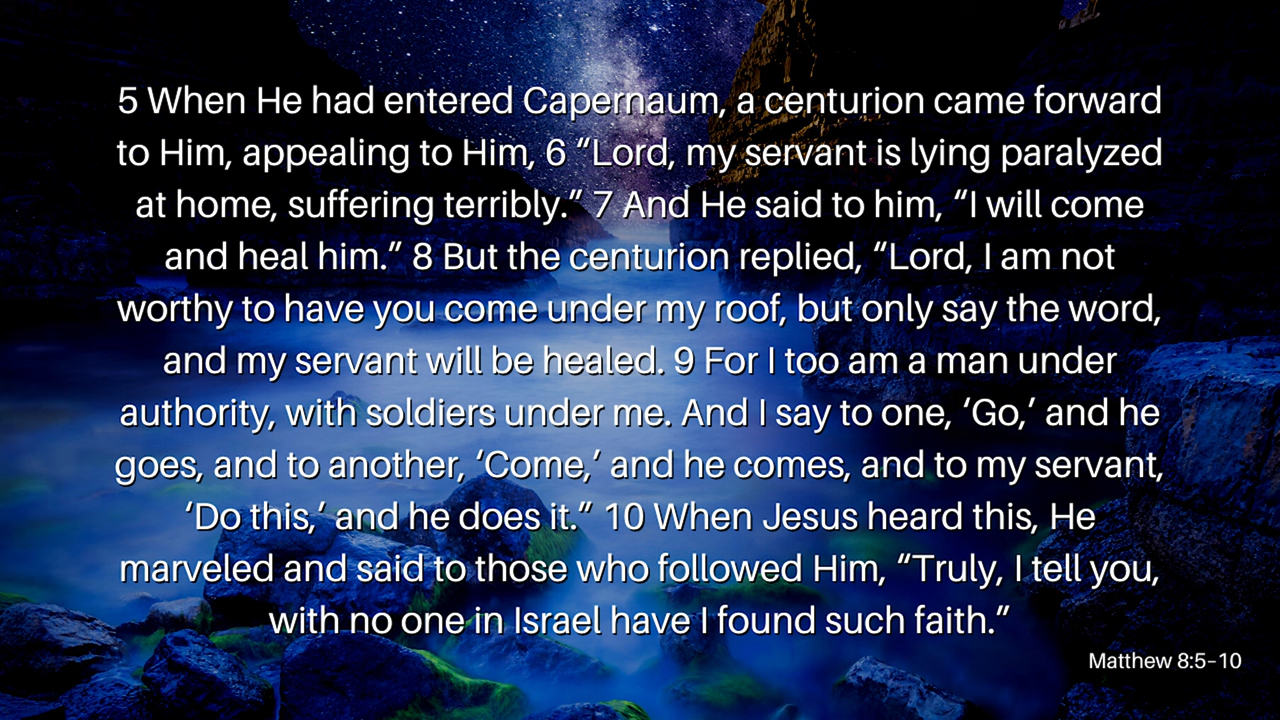 5 When He had entered Capernaum, a centurion came forward
to Him, appealing to Him, 6 “Lord, my servant is lying paralyzed
at home, suffering terribly.” 7 And He said to him, “I will come
and heal him.” 8 But the centurion replied, “Lord, I am not
worthy to have you come under my roof, but only say the word,
and my servant will be healed. 9 For I too am a man under
authority, with soldiers under me. And I say to one, ‘Go,’ and he
goes, and to another, ‘Come,’ and he comes, and to my servant,
‘Do this,’ and he does it.” 10 When Jesus heard this, He
marveled and said to those who followed Him, “Truly, I tell you,
with no one in Israel have I found such faith.”
Matthew 8:5–10